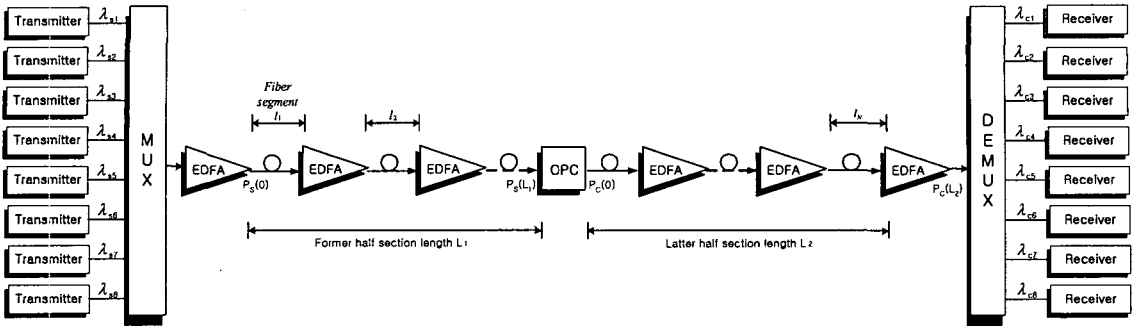 Transmitter λs1
Transmitter λs2
Transmitter λs3
Transmitter λs4
Transmitter λs5
Transmitter λs6
Transmitter λs7
Transmitter λs8
MUX
Fiber
segment
l1
l2
lN
EDFA
EDFA
EDFA
OPC
EDFA
EDFA
EDFA
PS(0)
PS(L1)
PC(0)
PC(L2)
Former half section length L1
Latter half section length L2
DEMUX
λc1 Receiver
λc2 Receiver
λc3 Receiver
λc4 Receiver
λc5 Receiver
λc6 Receiver
λc7 Receiver
λc8 Receiver